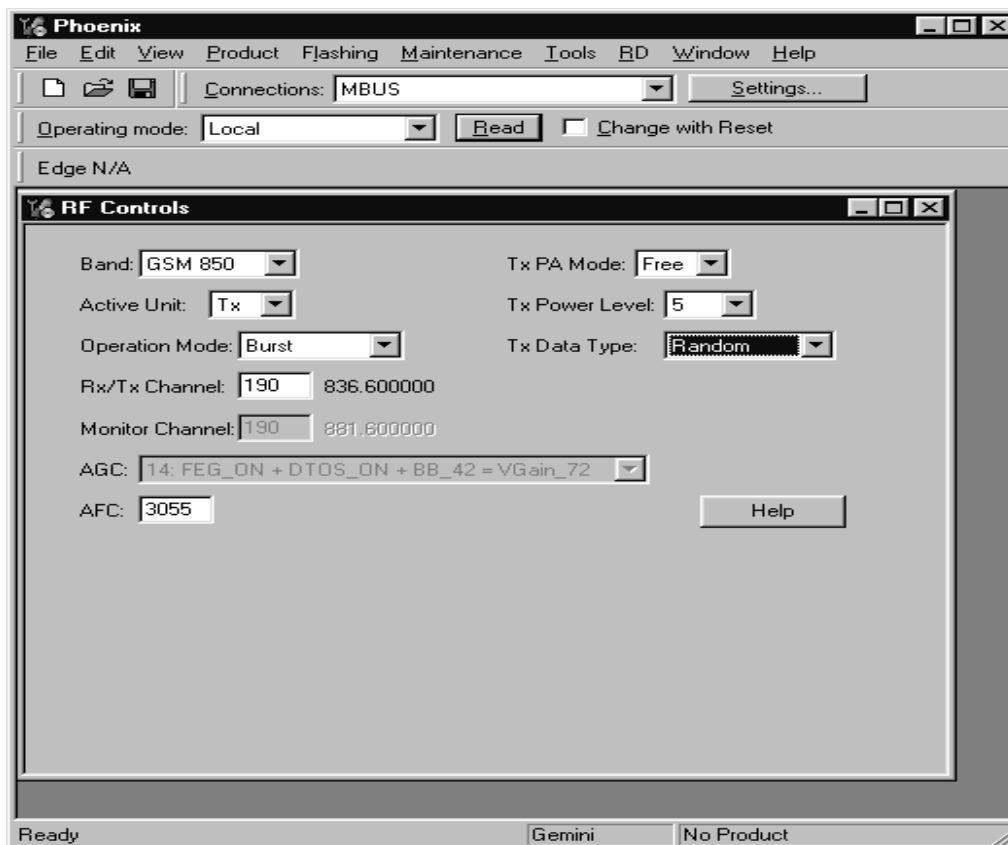 Phoenix
File Edit View Product Flashing Maintenance Tools RD Window Help
Connections: MBUS Settings...
Operating mode: Local Read Change with Reset
Edge N/A
RF Controls
Band: GSM 850 Tx PA Mode: Free
Active Unit: Tx Tx Power Level: 5
Operation Mode: Burst Tx Data Type: Random
Rx/Tx Channel: 190 836.600000
Monitor Channel: 190 881.600000
AGC: 14: FEG_ON + DTOS_ON + BB_42 = VGain_72
AFC: 3055 Help
Ready Gemini No Product